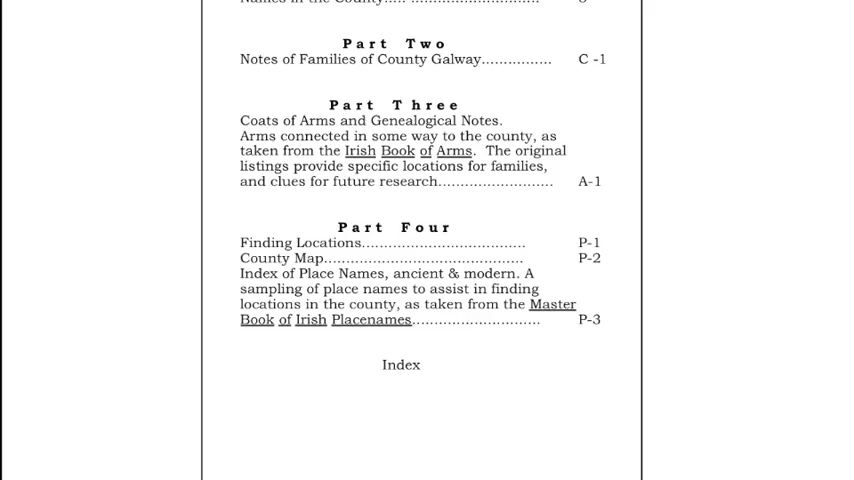 Names in the County..... .............................
Part Two
Notes of Families of County Galway................ C -1
Part Three
Coats of Arms and Genealogical Notes.
Arms connected in some way to the county, as
taken from the Irish Book of Arms. The original
listings provide specific locations for families,
and clues for future research.......................... A-1
Part Four
Finding Locations..................................... P-1
County Map............................................. P-2
Index of Place Names, ancient & modern. A
sampling of place names to assist in finding
locations in the county, as taken from the Master
Book of Irish Placenames............................. P-3
Index